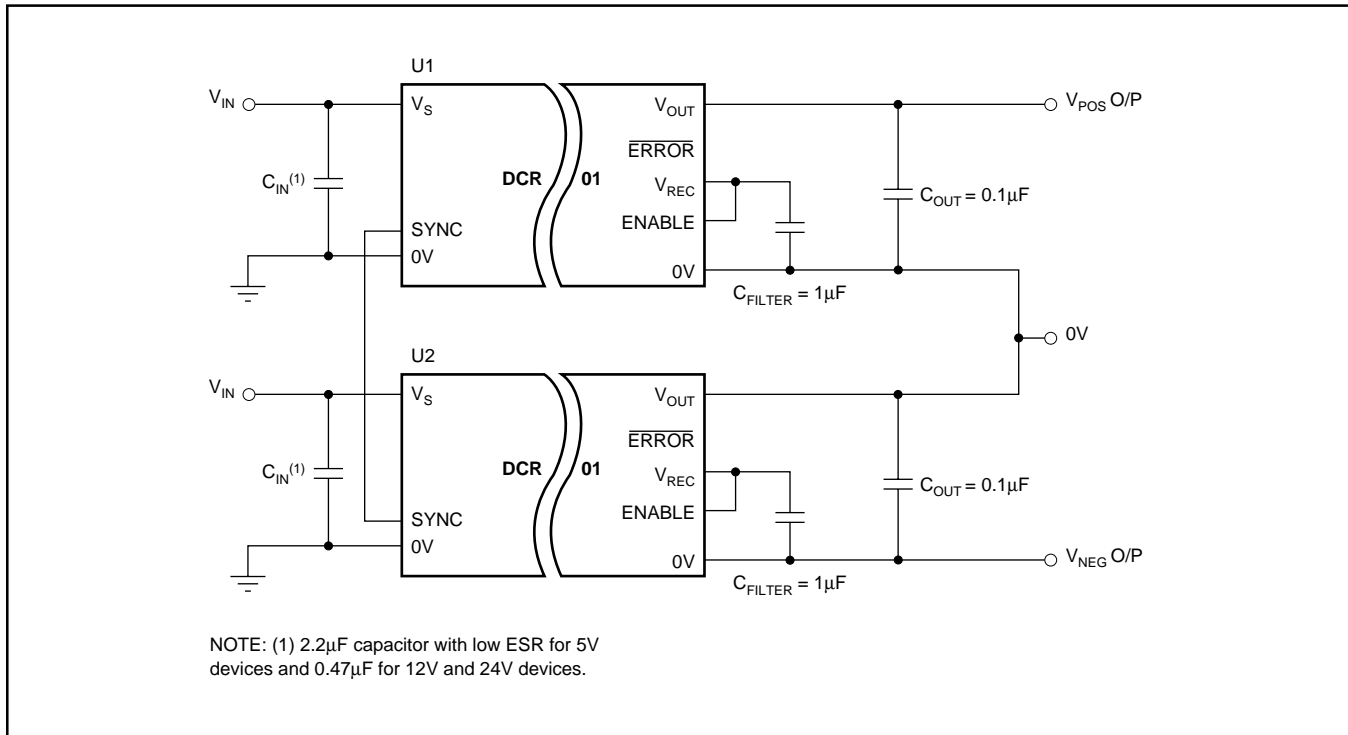 U1
V_IN
V_S
V_OUT
V_POS O/P
ERROR
C_IN(1)
DCR 01
V_REC
C_OUT = 0.1µF
SYNC
ENABLE
0V
0V
C_FILTER = 1µF
0V
U2
V_IN
V_S
V_OUT
ERROR
C_IN(1)
DCR 01
V_REC
C_OUT = 0.1µF
SYNC
ENABLE
0V
0V
V_NEG O/P
C_FILTER = 1µF
NOTE: (1) 2.2µF capacitor with low ESR for 5V
devices and 0.47µF for 12V and 24V devices.